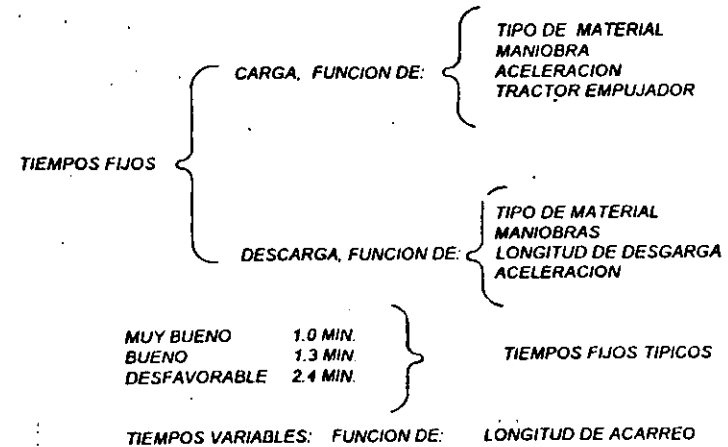 TIPO DE MATERIAL
MANIOBRA
CARGA, FUNCION DE:
ACELERACION
TRACTOR EMPUJADOR
TIEMPOS FIJOS
TIPO DE MATERIAL
MANIOBRAS
DESCARGA, FUNCION DE:
LONGITUD DE DESGARGA
ACELERACION
MUY BUENO 1.0 MIN.
BUENO 1.3 MIN.
DESFAVORABLE 2.4 MIN.
TIEMPOS FIJOS TIPICOS
TIEMPOS VARIABLES: FUNCION DE: LONGITUD DE ACARREO